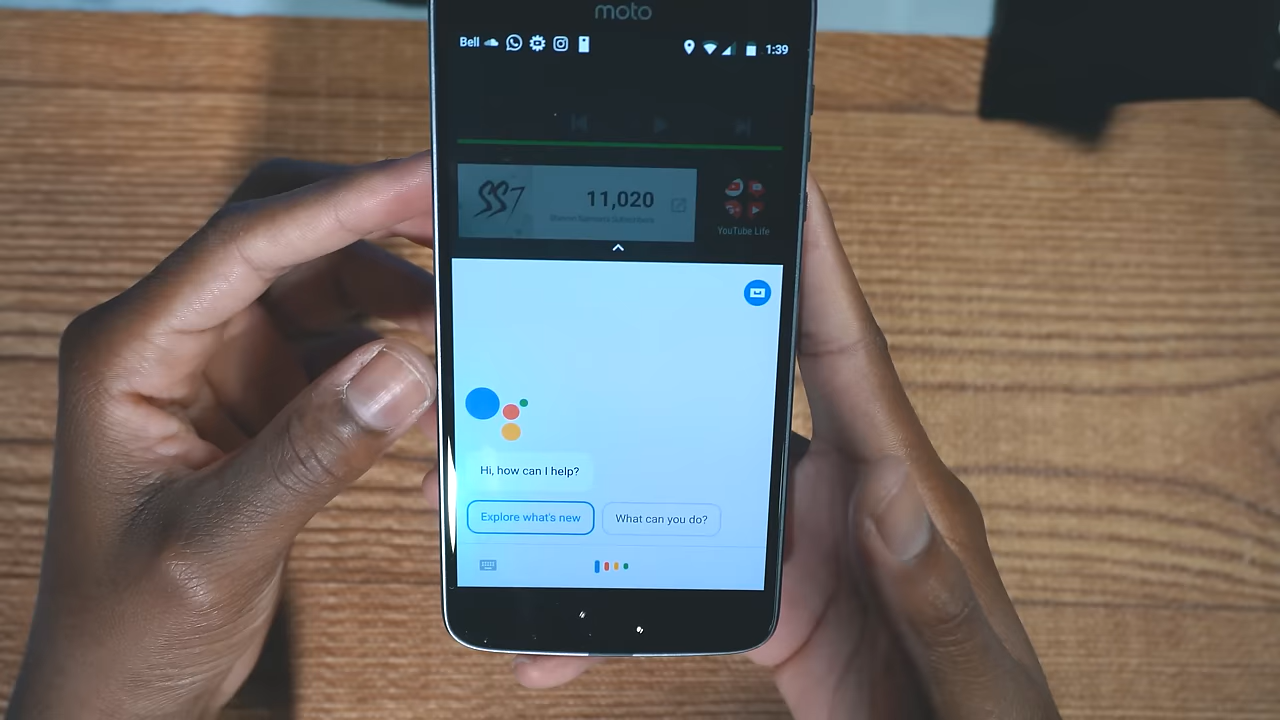 moto
Bell
1:39
SS7
11,020
YouTube Life
Hi, how can I help?
Explore what's new
What can you do?